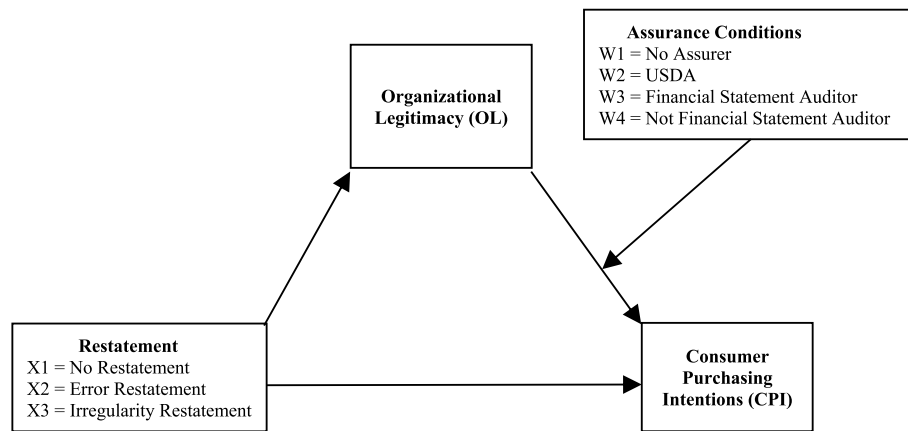 Assurance Conditions
W1 = No Assurer
W2 = USDA
W3 = Financial Statement Auditor
W4 = Not Financial Statement Auditor
Organizational
Legitimacy (OL)
Restatement
X1 = No Restatement
X2 = Error Restatement
X3 = Irregularity Restatement
Consumer
Purchasing
Intentions (CPI)